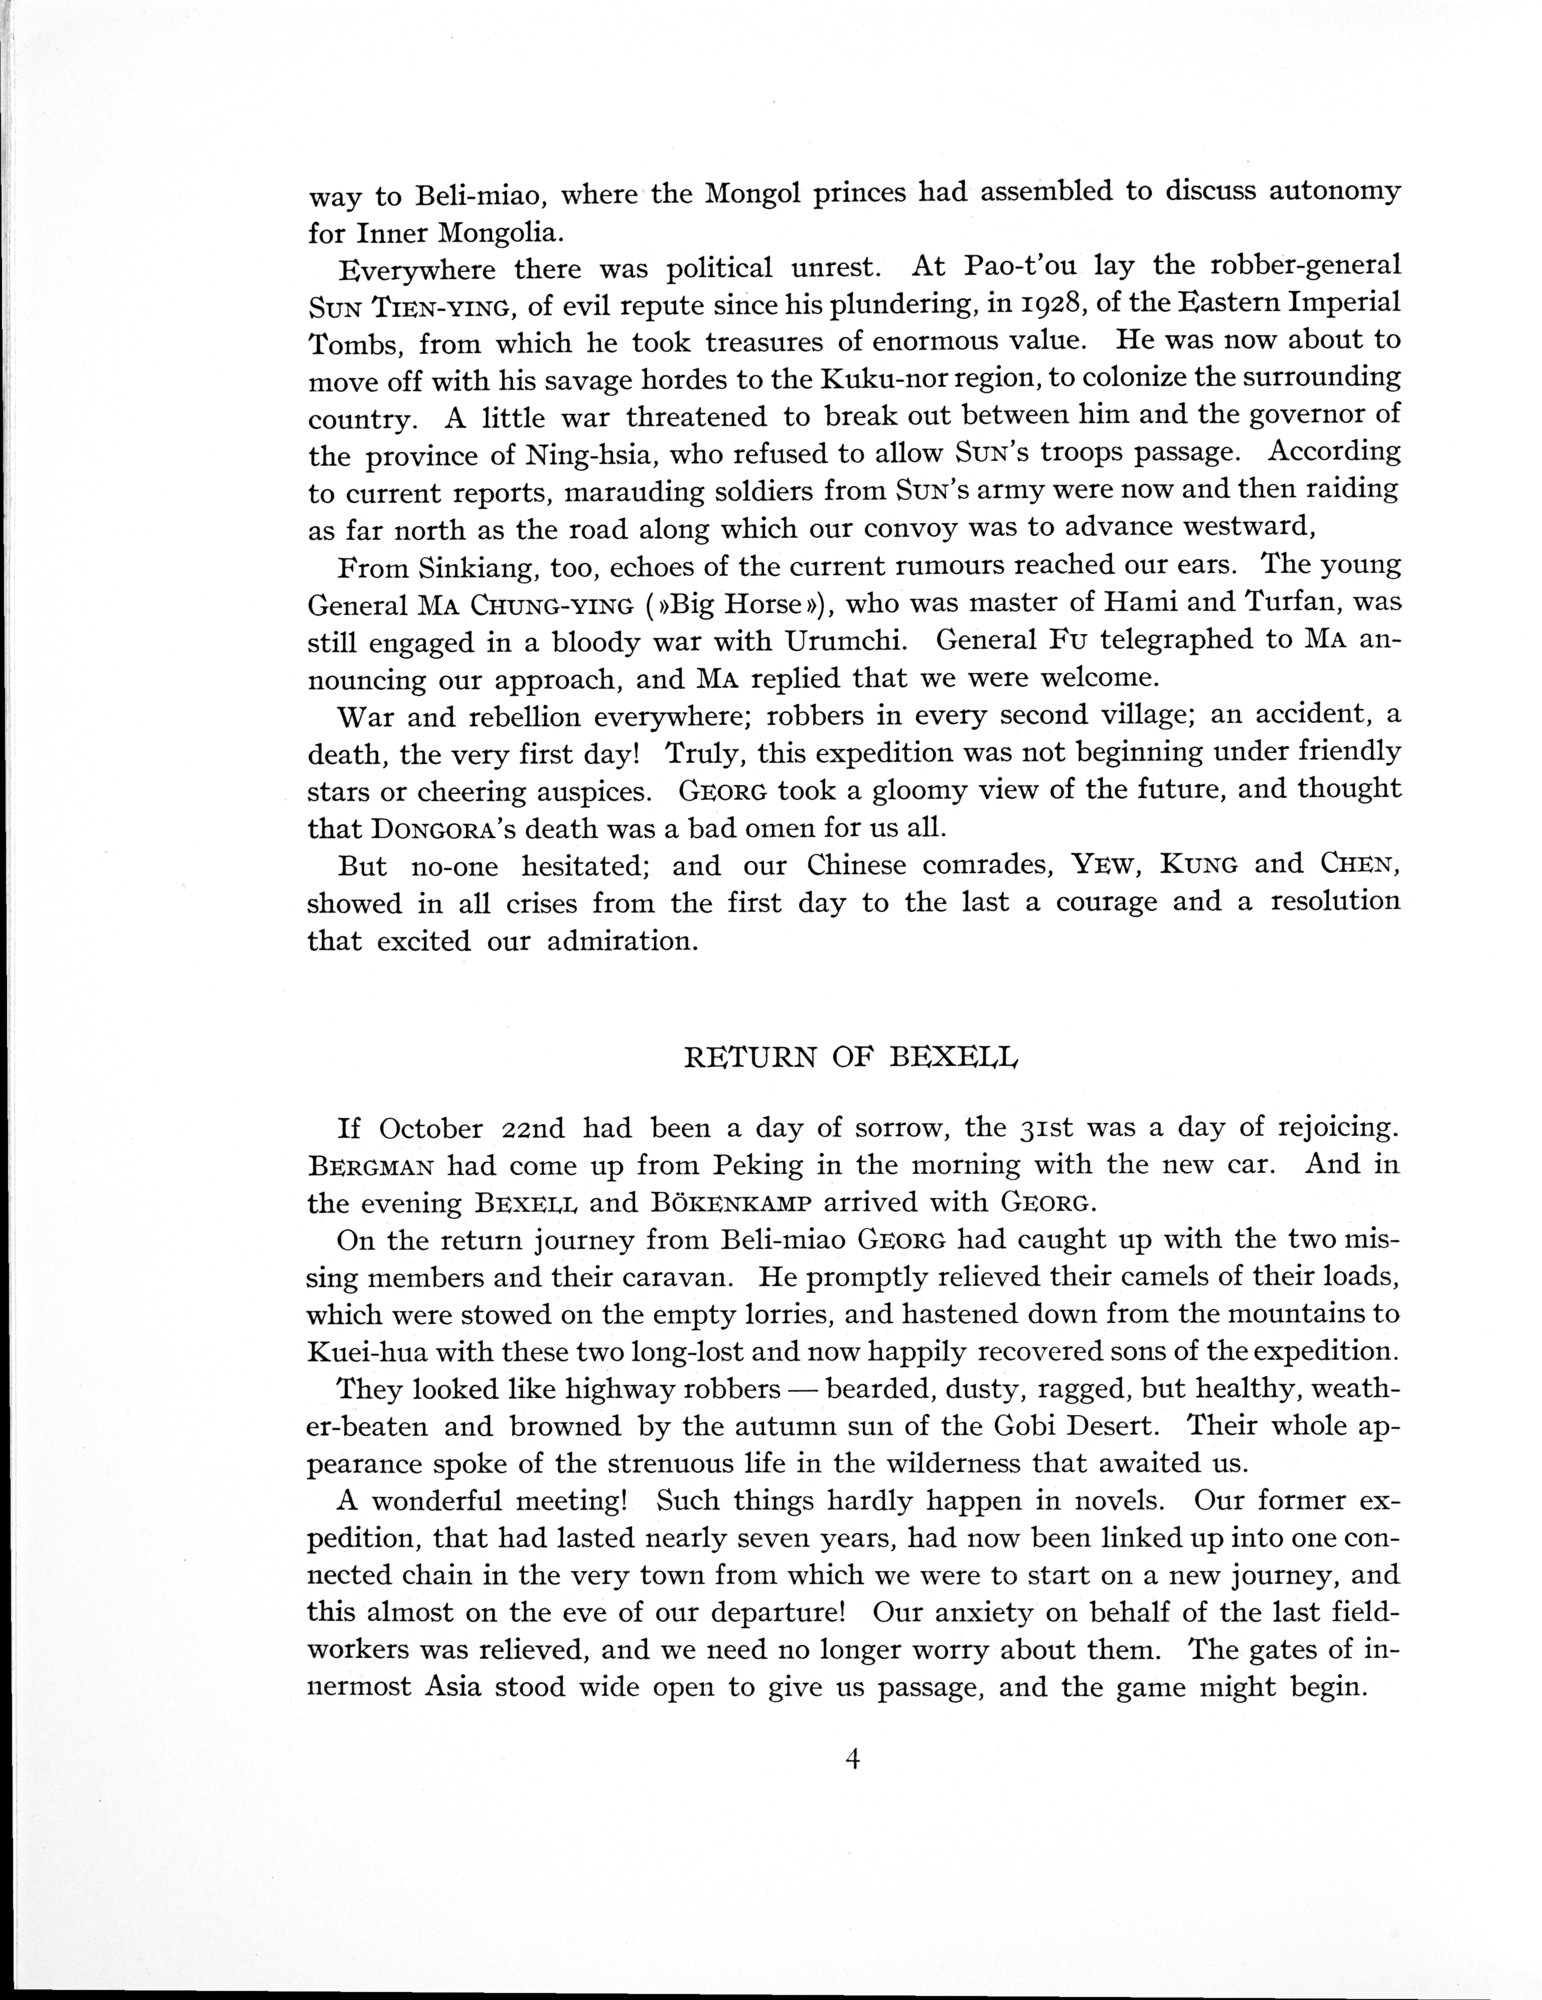 way to Beli-miao, where the Mongol princes had assembled to discuss autonomy
for Inner Mongolia.
Everywhere there was political unrest. At Pao-t'ou lay the robber-general
SUN TIEN-YING, of evil repute since his plundering, in 1928, of the Eastern Imperial
Tombs, from which he took treasures of enormous value. He was now about to
move off with his savage hordes to the Kuku-nor region, to colonize the surrounding
country. A little war threatened to break out between him and the governor of
the province of Ning-hsia, who refused to allow SUN's troops passage. According
to current reports, marauding soldiers from SUN's army were now and then raiding
as far north as the road along which our convoy was to advance westward,
From Sinkiang, too, echoes of the current rumours reached our ears. The young
General MA CHUNG-YING (»Big Horse»), who was master of Hami and Turfan, was
still engaged in a bloody war with Urumchi. General FU telegraphed to MA an-
nouncing our approach, and MA replied that we were welcome.
War and rebellion everywhere; robbers in every second village; an accident, a
death, the very first day! Truly, this expedition was not beginning under friendly
stars or cheering auspices. GEORG took a gloomy view of the future, and thought
that DONGORA's death was a bad omen for us all.
But no-one hesitated; and our Chinese comrades, YEW, KUNG and CHEN,
showed in all crises from the first day to the last a courage and a resolution
that excited our admiration.
RETURN OF BEXELL
If October 22nd had been a day of sorrow, the 31st was a day of rejoicing.
BERGMAN had come up from Peking in the morning with the new car. And in
the evening BEXELL and BÖKENKAMP arrived with GEORG.
On the return journey from Beli-miao GEORG had caught up with the two mis-
sing members and their caravan. He promptly relieved their camels of their loads,
which were stowed on the empty lorries, and hastened down from the mountains to
Kuei-hua with these two long-lost and now happily recovered sons of the expedition.
They looked like highway robbers — bearded, dusty, ragged, but healthy, weath-
er-beaten and browned by the autumn sun of the Gobi Desert. Their whole ap-
pearance spoke of the strenuous life in the wilderness that awaited us.
A wonderful meeting! Such things hardly happen in novels. Our former ex-
pedition, that had lasted nearly seven years, had now been linked up into one con-
nected chain in the very town from which we were to start on a new journey, and
this almost on the eve of our departure! Our anxiety on behalf of the last field-
workers was relieved, and we need no longer worry about them. The gates of in-
nermost Asia stood wide open to give us passage, and the game might begin.
4